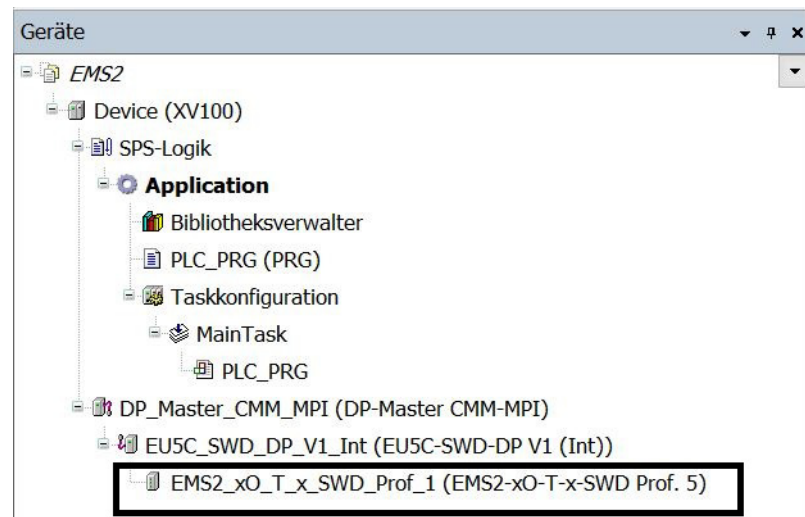 Geräte
EMS2
Device (XV100)
SPS-Logik
Application
Bibliotheksverwalter
PLC_PRG (PRG)
Taskkonfiguration
MainTask
PLC_PRG
DP_Master_CMM_MPI (DP-Master CMM-MPI)
EU5C_SWD_DP_V1_Int (EU5C-SWD-DP V1 (Int))
EMS2_xO_T_x_SWD_Prof_1 (EMS2-xO-T-x-SWD Prof. 5)